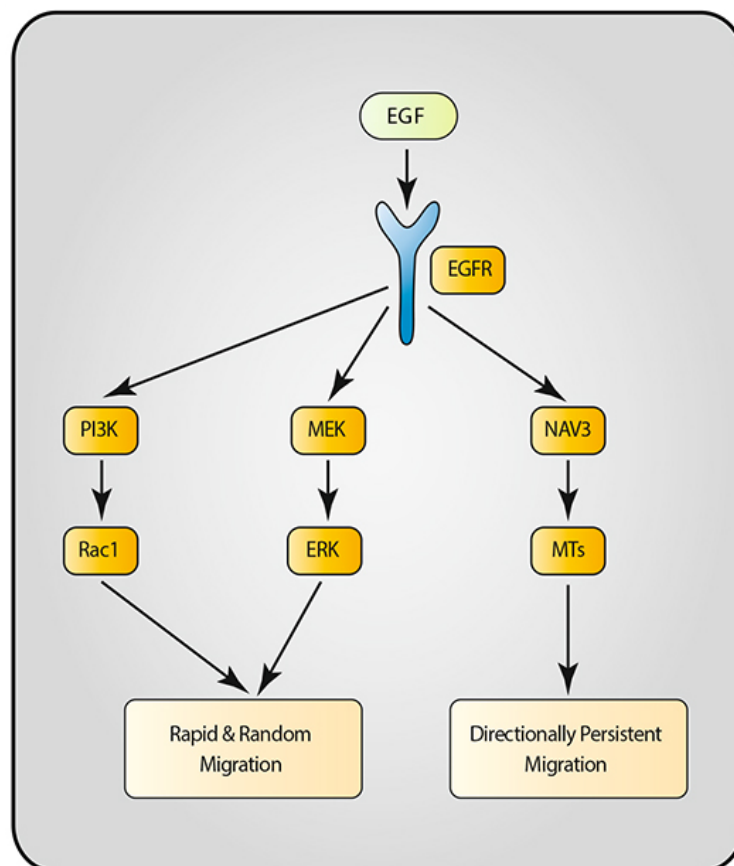 EGF
EGFR
PI3K
MEK
NAV3
Rac1
ERK
MTs
Rapid & Random
Migration
Directionally Persistent
Migration